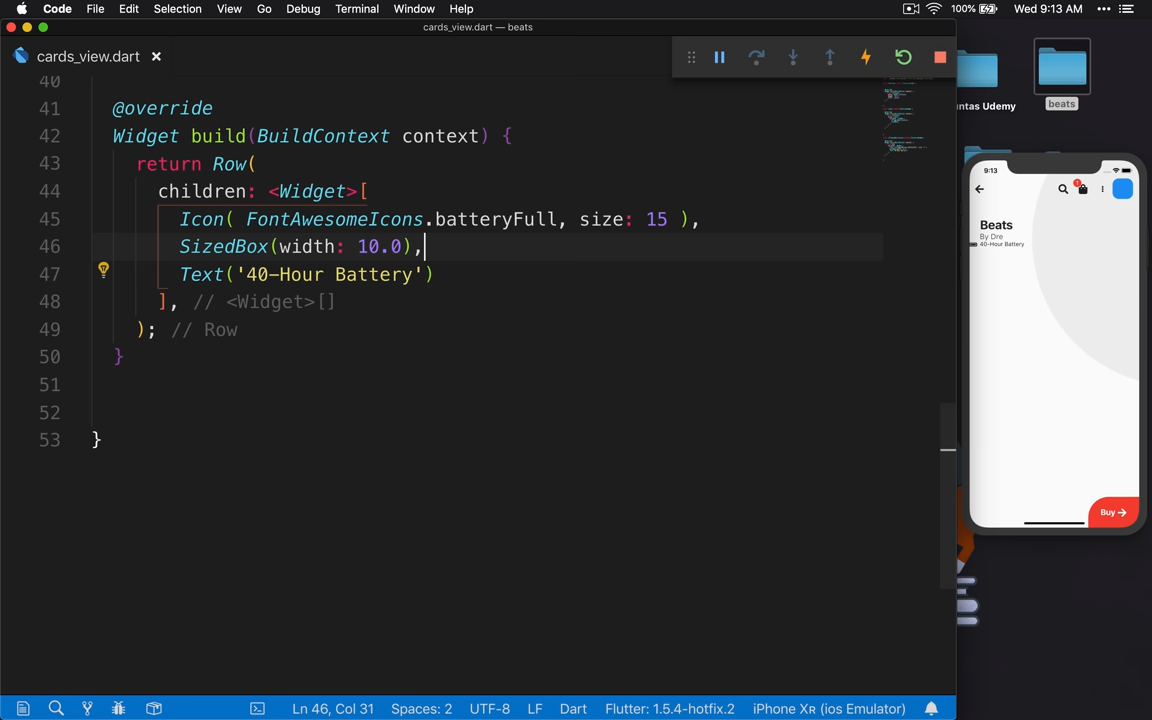 Code File Edit Selection View Go Debug Terminal Window Help 100% Wed 9:13 AM
cards_view.dart — beats
cards_view.dart
40
41 @override
42 Widget build(BuildContext context) {
43 return Row(
44 children: <Widget>[
45 Icon( FontAwesomeIcons.batteryFull, size: 15 ),
46 SizedBox(width: 10.0),
47 Text('40-Hour Battery')
48 ], // <Widget>[]
49 ); // Row
50 }
51
52
53 }
Ln 46, Col 31 Spaces: 2 UTF-8 LF Dart Flutter: 1.5.4-hotfix.2 iPhone Xʀ (ios Emulator)
untas Udemy
beats
9:13
1
Beats
By Dre
40-Hour Battery
Buy